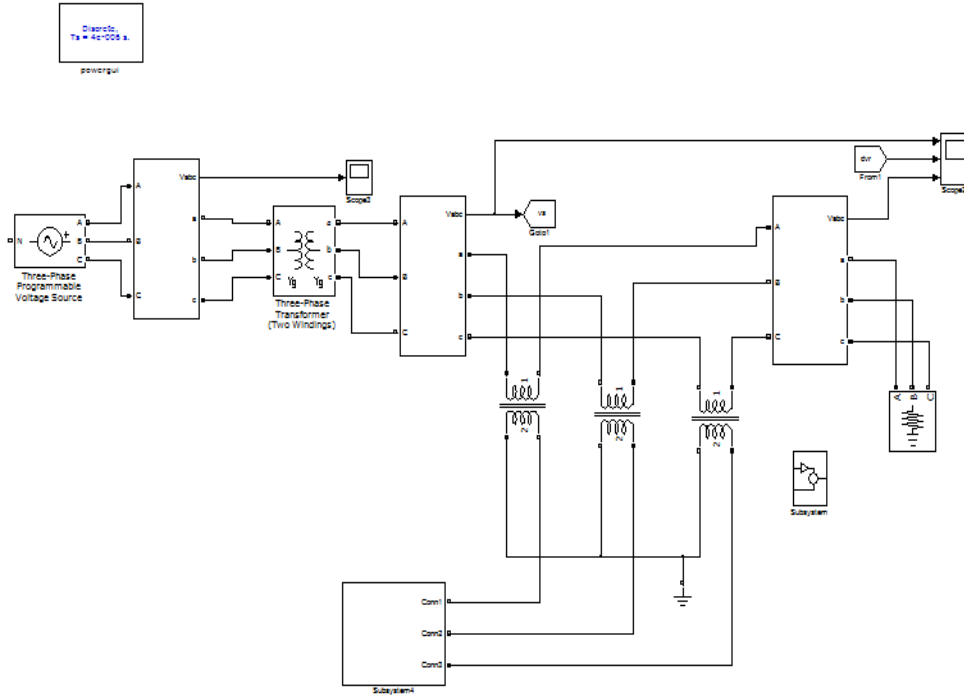 Discrete,
Ts = 4e-006 s.
powergui
Vabc
A
a
B
b
C
c
Scope3
N
A
B
C
Three-Phase
Programmable
Voltage Source
A
a
B
b
C
c
Yg
Yg
Three-Phase
Transformer
(Two Windings)
Vabc
A
a
B
b
C
c
vs
Goto1
dvr
From1
Vabc
A
a
B
b
C
c
A B C
1
2
1
2
1
2
Subsystem
Conn1
Conn2
Conn3
Subsystem4